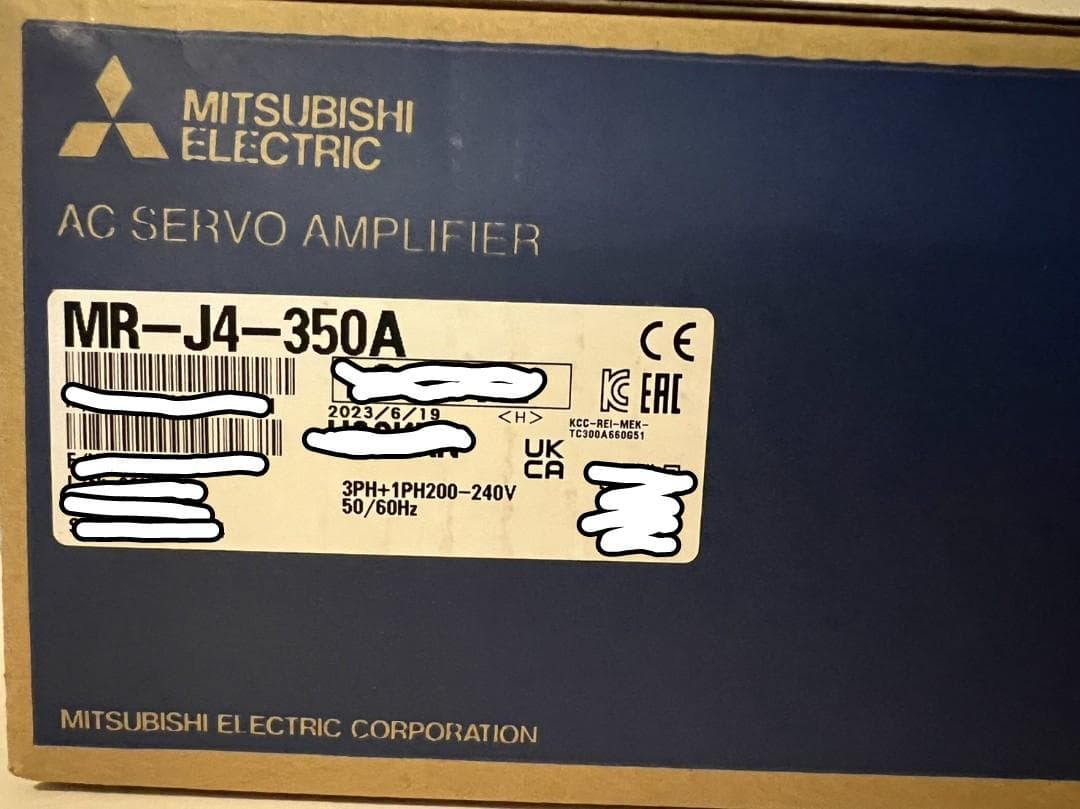 MITSUBISHI
ELECTRIC
AC SERVO AMPLIFIER
MR-J4-350A
CE
EAC
2023/6/19
<H>
KCC-REI-MEK-
TC300A660G51
UK
CA
3PH+1PH200-240V
50/60Hz
MITSUBISHI ELECTRIC CORPORATION